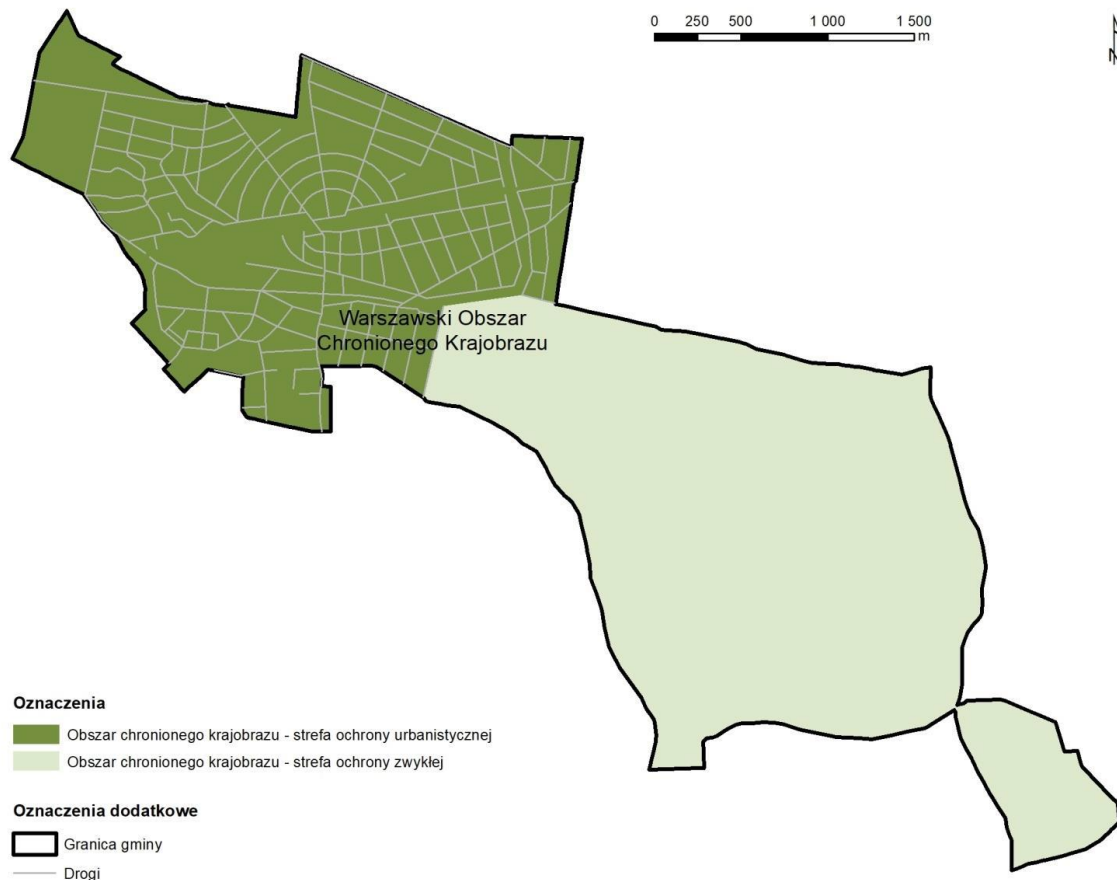 0 250 500 1 000 1 500
m
N
Warszawski Obszar
Chronionego Krajobrazu
Oznaczenia
Obszar chronionego krajobrazu - strefa ochrony urbanistycznej
Obszar chronionego krajobrazu - strefa ochrony zwykłej
Oznaczenia dodatkowe
Granica gminy
Drogi